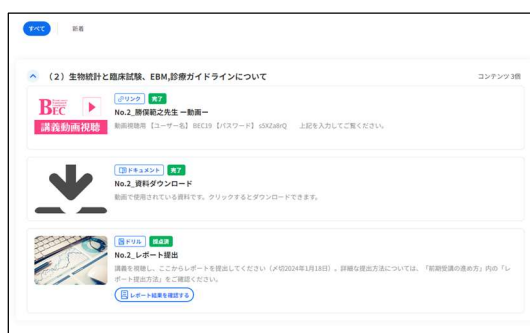 すべて 新着
(2)生物統計と臨床試験、EBM,診療ガイドラインについて コンテンツ 3個
リンク 完了
BEC
講義動画視聴
No.2_勝俣範之先生 ー動画ー
動画視聴用 【ユーザー名】 BEC19 【パスワード】 sSXZa8rQ 上記を入力してご覧ください。
ドキュメント 完了
No.2_資料ダウンロード
動画で使用されている資料です。クリックするとダウンロードできます。
ドリル 採点済
No.2_レポート提出
講義を視聴し、ここからレポートを提出してください(〆切2024年1月18日)。詳細な提出方法については、「前期受講の進め方」内の「レ
ポート提出方法」をご確認ください。
レポート結果を確認する